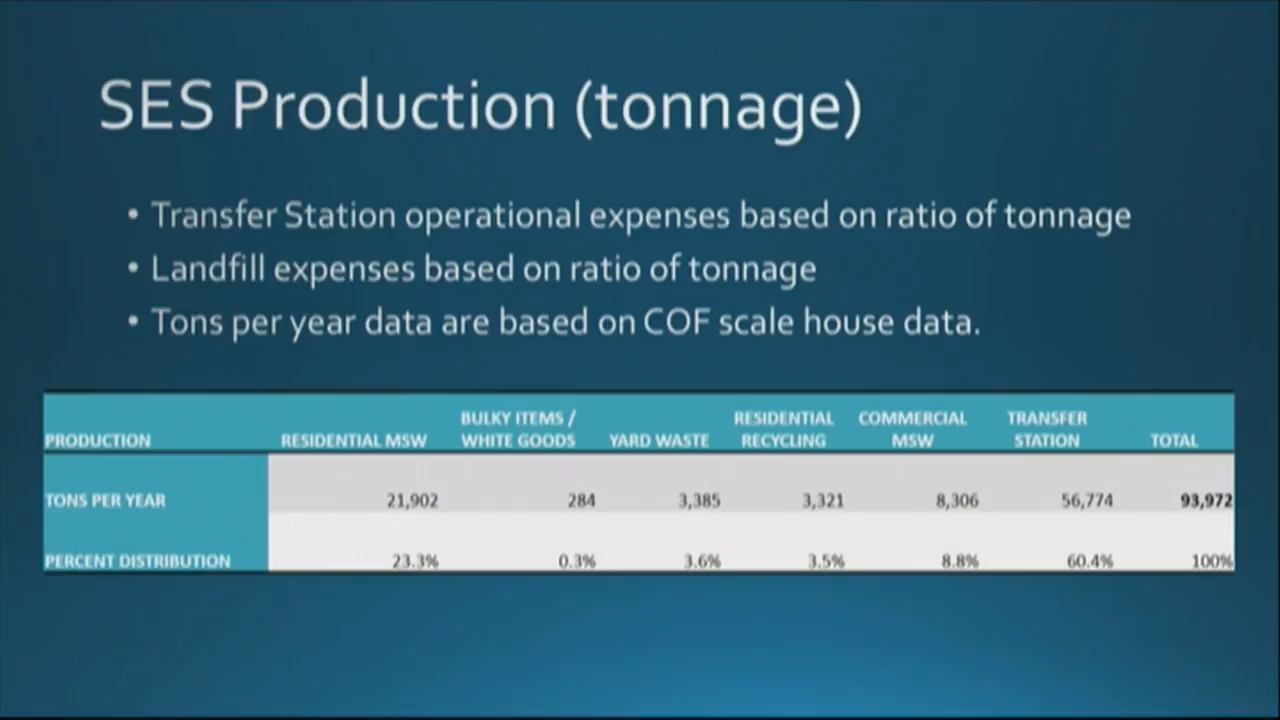 SES Production (tonnage)
• Transfer Station operational expenses based on ratio of tonnage
• Landfill expenses based on ratio of tonnage
• Tons per year data are based on COF scale house data.
BULKY ITEMS / RESIDENTIAL COMMERCIAL TRANSFER
PRODUCTION RESIDENTIAL MSW WHITE GOODS YARD WASTE RECYCLING MSW STATION TOTAL
TONS PER YEAR 21,902 284 3,385 3,321 8,306 56,774 93,972
PERCENT DISTRIBUTION 23.3% 0.3% 3.6% 3.5% 8.8% 60.4% 100%